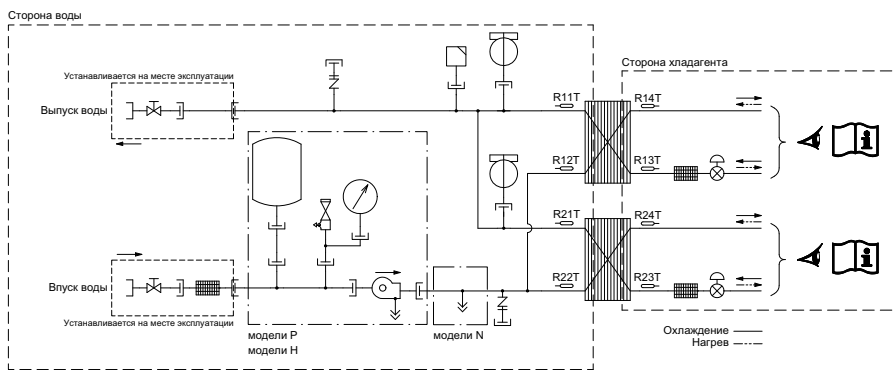 Сторона воды
Сторона хладагента
Устанавливается на месте эксплуатации
Выпуск воды
R11T
R14T
R12T
R13T
R21T
R24T
R22T
R23T
Впуск воды
Устанавливается на месте эксплуатации
модели P
модели H
модели N
Охлаждение
Нагрев